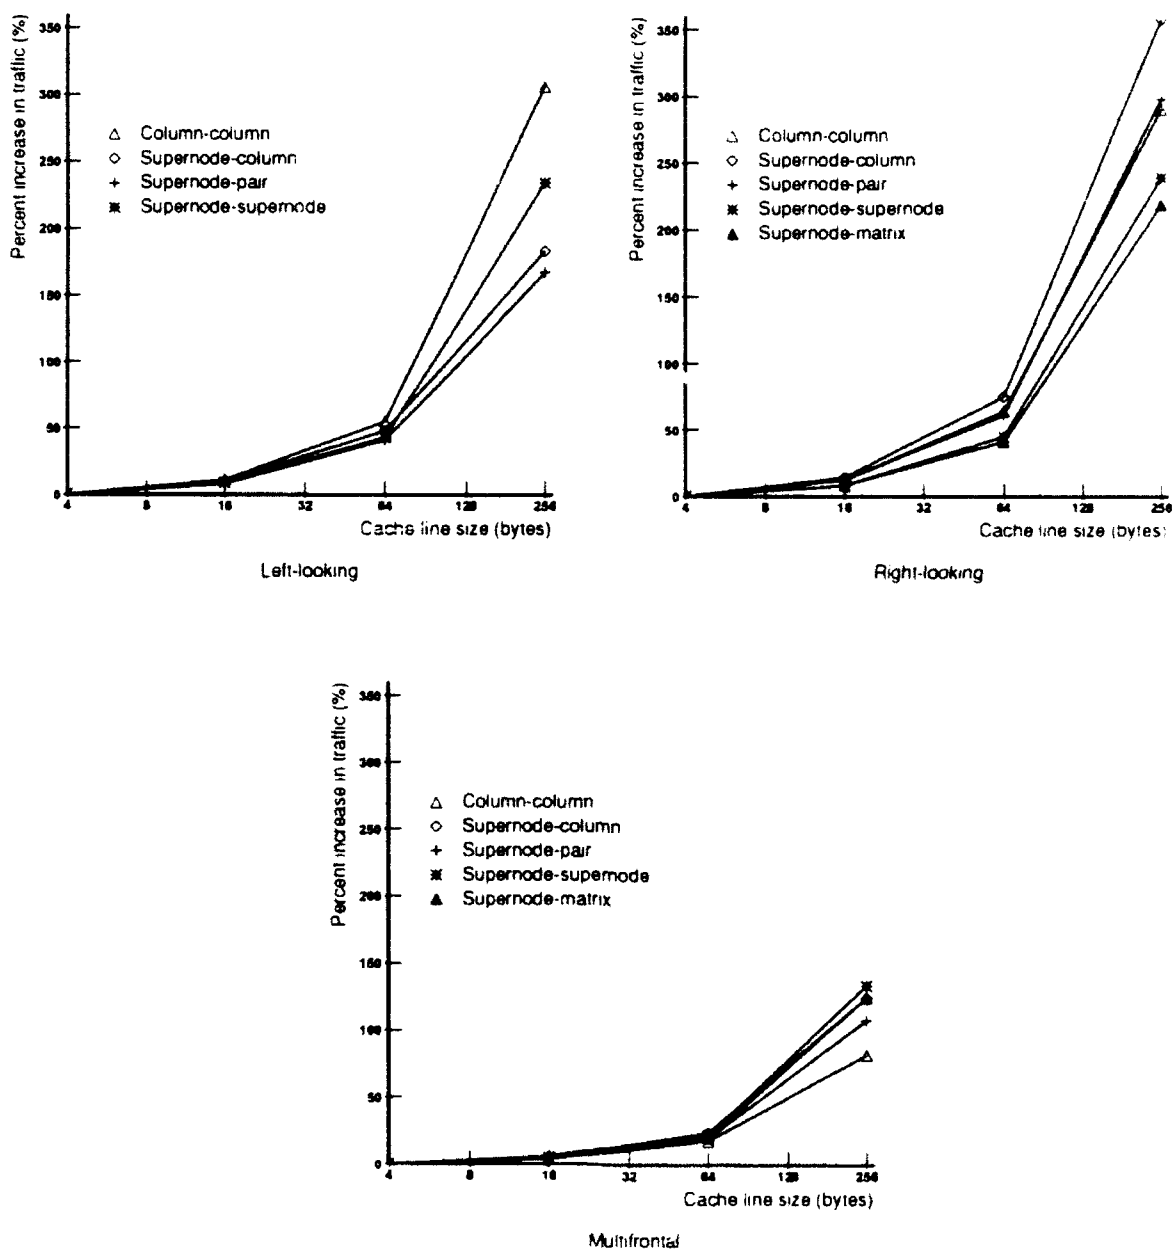 Percent increase in traffic (%)
350
300
250
200
150
100
50
0
Column-column
Supernode-column
Supernode-pair
Supernode-supernode
4 8 16 32 64 128 256
Cache line size (bytes)
Left-looking
Percent increase in traffic (%)
350
300
250
200
150
100
50
0
Column-column
Supernode-column
Supernode-pair
Supernode-supernode
Supernode-matrix
4 8 16 32 64 128 256
Cache line size (bytes)
Right-looking
Percent increase in traffic (%)
350
300
250
200
150
100
50
0
Column-column
Supernode-column
Supernode-pair
Supernode-supernode
Supernode-matrix
4 8 16 32 64 128 256
Cache line size (bytes)
Multifrontal